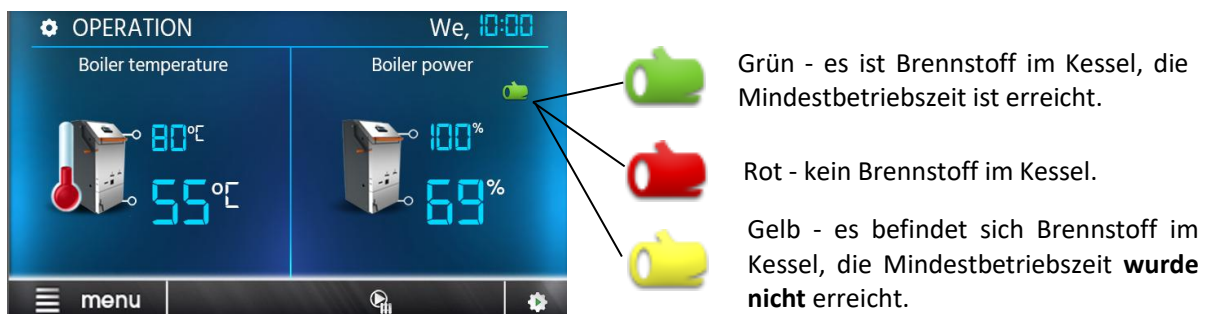 OPERATION We, 10:00
Boiler temperature Boiler power
80°C 100%
55°C 69%
menu
Grün - es ist Brennstoff im Kessel, die
Mindestbetriebszeit ist erreicht.
Rot - kein Brennstoff im Kessel.
Gelb - es befindet sich Brennstoff im
Kessel, die Mindestbetriebszeit wurde
nicht erreicht.